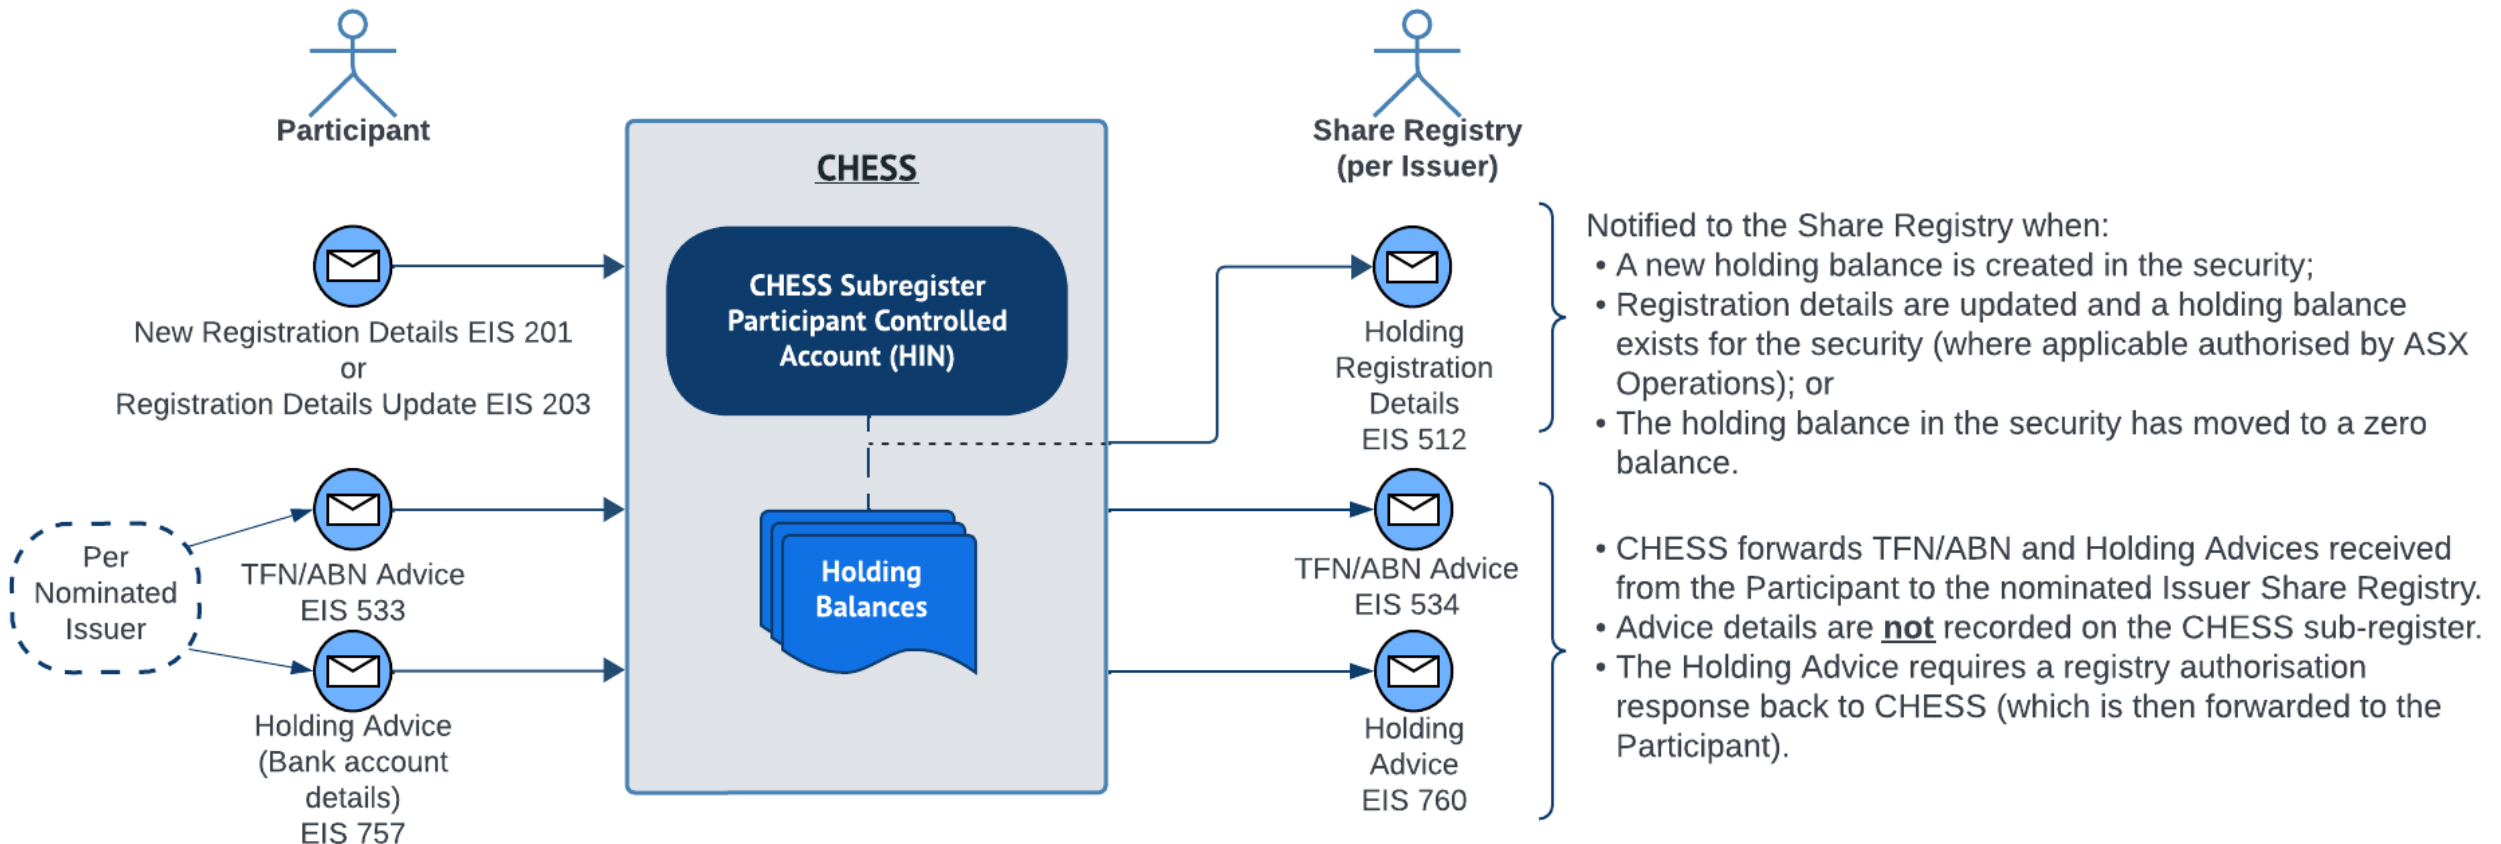 Participant
New Registration Details EIS 201
or
Registration Details Update EIS 203
Per
Nominated
Issuer
TFN/ABN Advice
EIS 533
Holding Advice
(Bank account
details)
EIS 757
CHESS
CHESS Subregister
Participant Controlled
Account (HIN)
Holding
Balances
Share Registry
(per Issuer)
Holding
Registration
Details
EIS 512
TFN/ABN Advice
EIS 534
Holding
Advice
EIS 760
Notified to the Share Registry when:
• A new holding balance is created in the security;
• Registration details are updated and a holding balance
exists for the security (where applicable authorised by ASX
Operations); or
• The holding balance in the security has moved to a zero
balance.
• CHESS forwards TFN/ABN and Holding Advices received
from the Participant to the nominated Issuer Share Registry.
• Advice details are not recorded on the CHESS sub-register.
• The Holding Advice requires a registry authorisation
response back to CHESS (which is then forwarded to the
Participant).